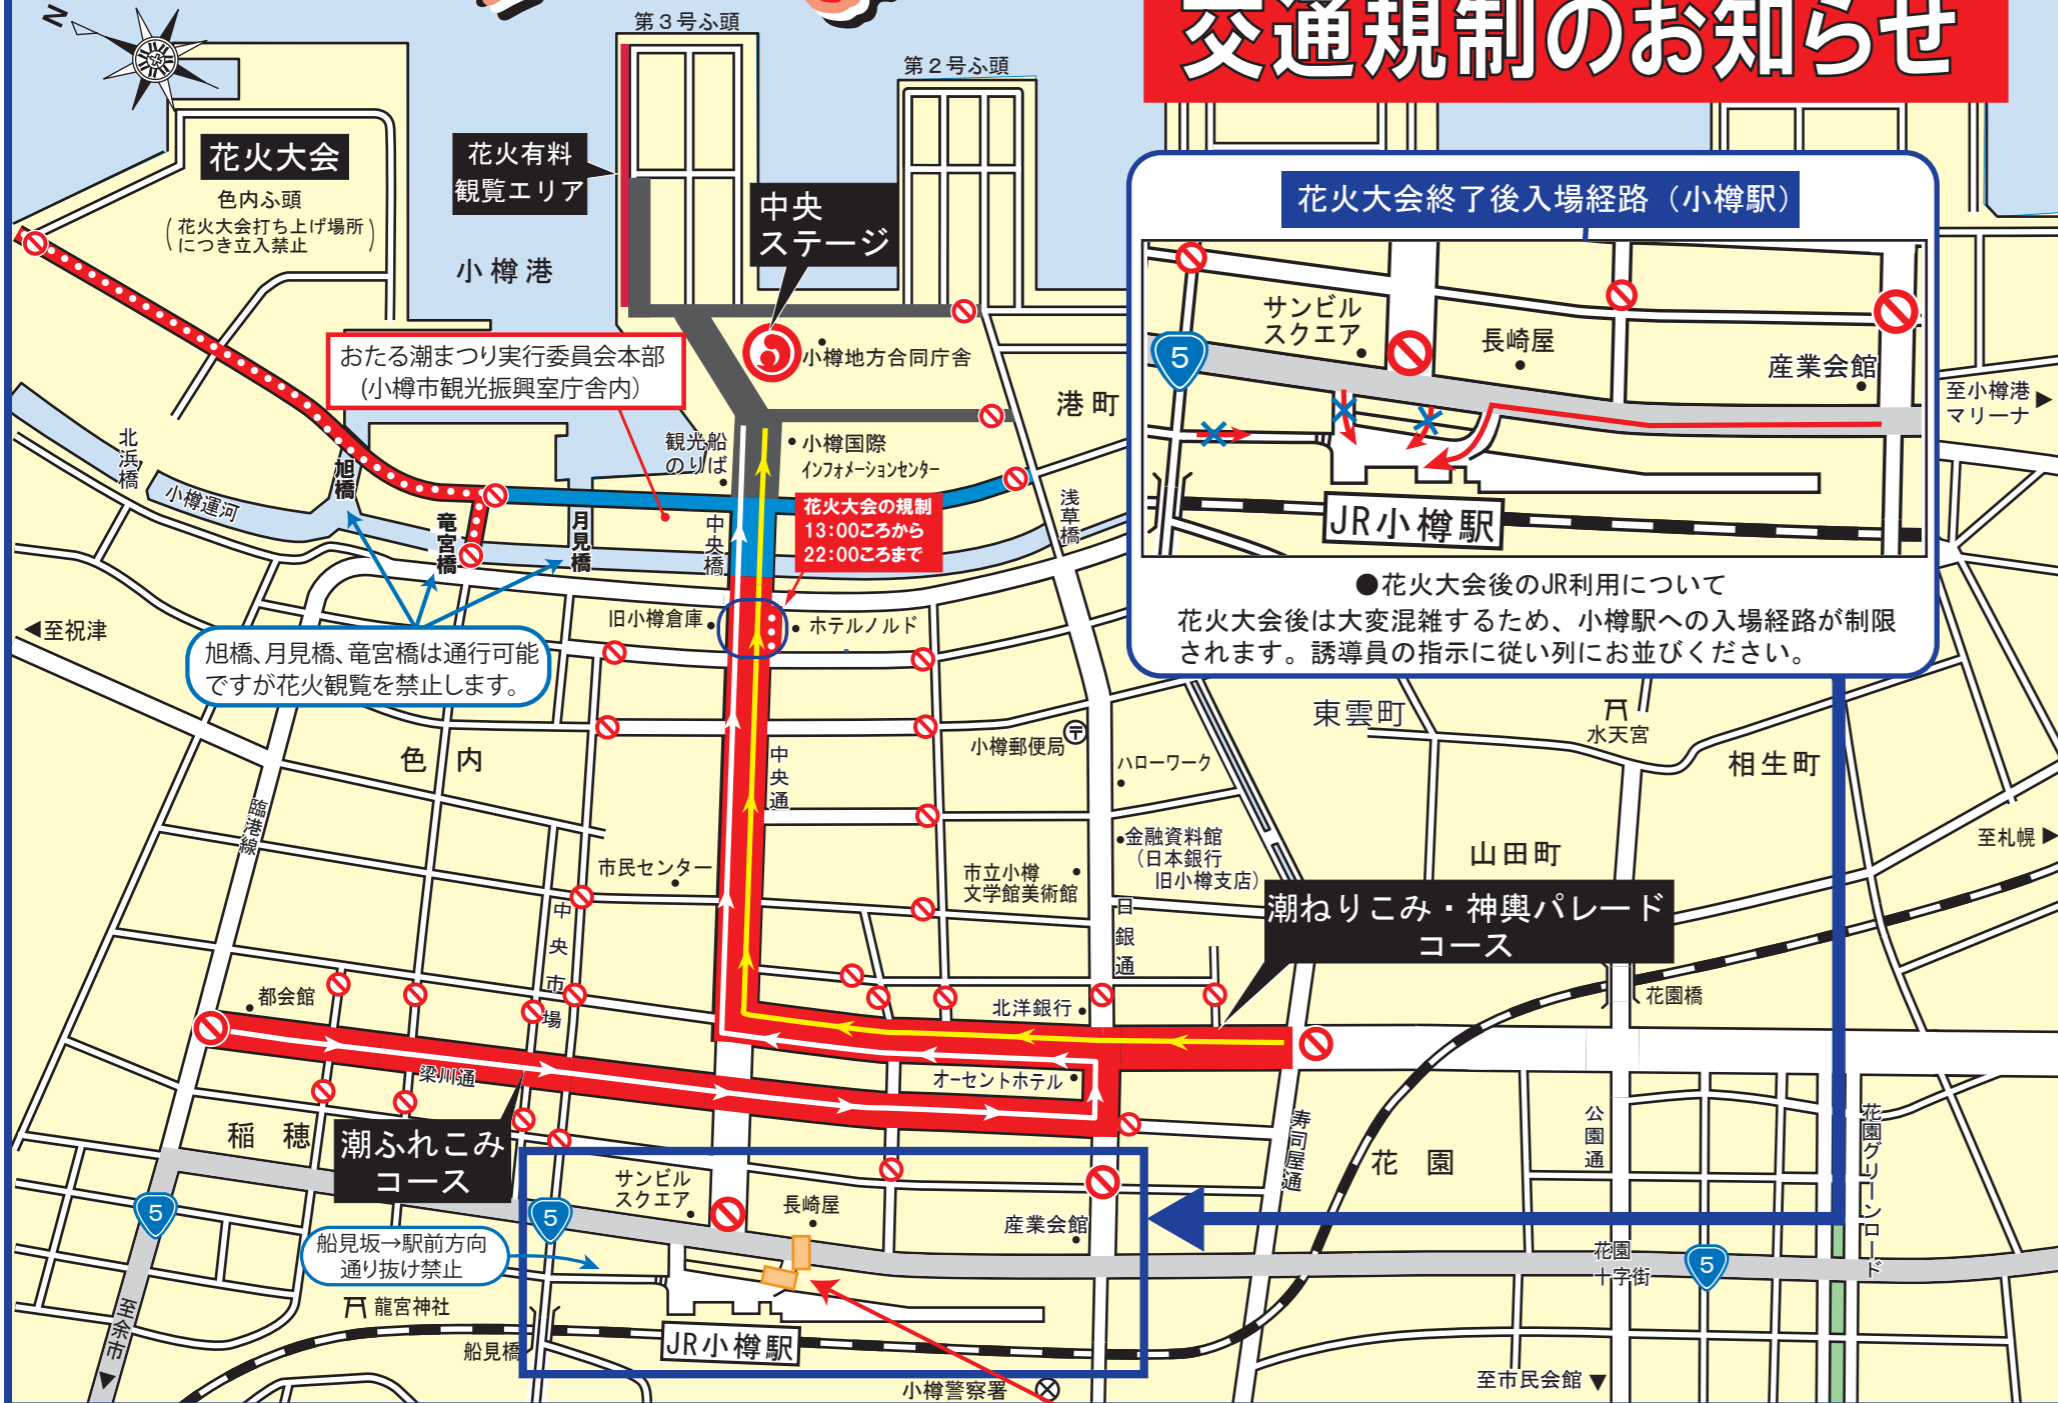 交通規制のお知らせ
N
第3号ふ頭
第2号ふ頭
花火大会
色内ふ頭
(花火大会打ち上げ場所
につき立入禁止)
花火有料
観覧エリア
中央
ステージ
小樽港
おたる潮まつり実行委員会本部
(小樽市観光振興室庁舎内)
小樽地方合同庁舎
港町
観光船
のりば
小樽国際
インフォメーションセンター
花火大会の規制
13:00ころから
22:00ころまで
北浜橋
小樽運河
旭橋
竜宮橋
月見橋
中央橋
浅草橋
花火大会終了後入場経路（小樽駅）
サンビル
スクエア
長崎屋
産業会館
5
JR小樽駅
●花火大会後のJR利用について
花火大会後は大変混雑するため、小樽駅への入場経路が制限
されます。誘導員の指示に従い列にお並びください。
至小樽港
マリーナ▶
◀至祝津
旭橋、月見橋、竜宮橋は通行可能
ですが花火観覧を禁止します。
旧小樽倉庫
ホテルノルド
色内
中央通
小樽郵便局
〒
ハローワーク
東雲町
水天宮
相生町
臨港線
市民センター
市立小樽
文学館美術館
金融資料館
（日本銀行
旧小樽支店）
山田町
至札幌▶
中央市場
日銀通
潮ねりこみ・神輿パレード
コース
都会館
北洋銀行
花園橋
梁川通
オーセントホテル
稲穂
潮ふれこみ
コース
寿司屋通
花園
公園通
花園グリーンロード
サンビル
スクエア
長崎屋
産業会館
5
5
船見坂→駅前方向
通り抜け禁止
花園
十字街
5
龍宮神社
至余市▼
船見橋
JR小樽駅
小樽警察署
至市民会館▼